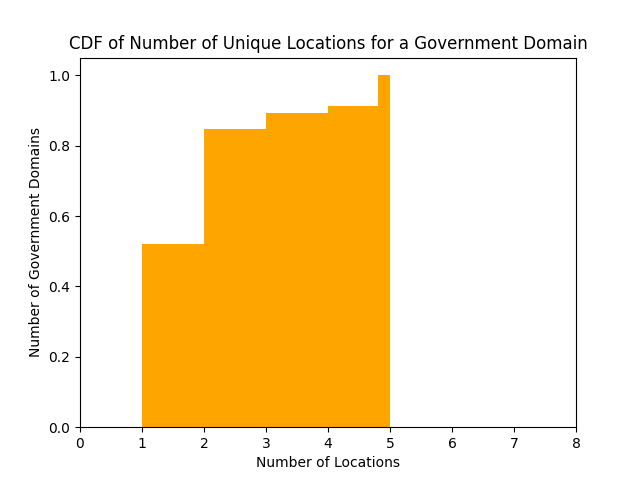 CDF of Number of Unique Locations for a Government Domain
1.0
0.8
0.6
0.4
0.2
0.0
Number of Government Domains
0 1 2 3 4 5 6 7 8
Number of Locations